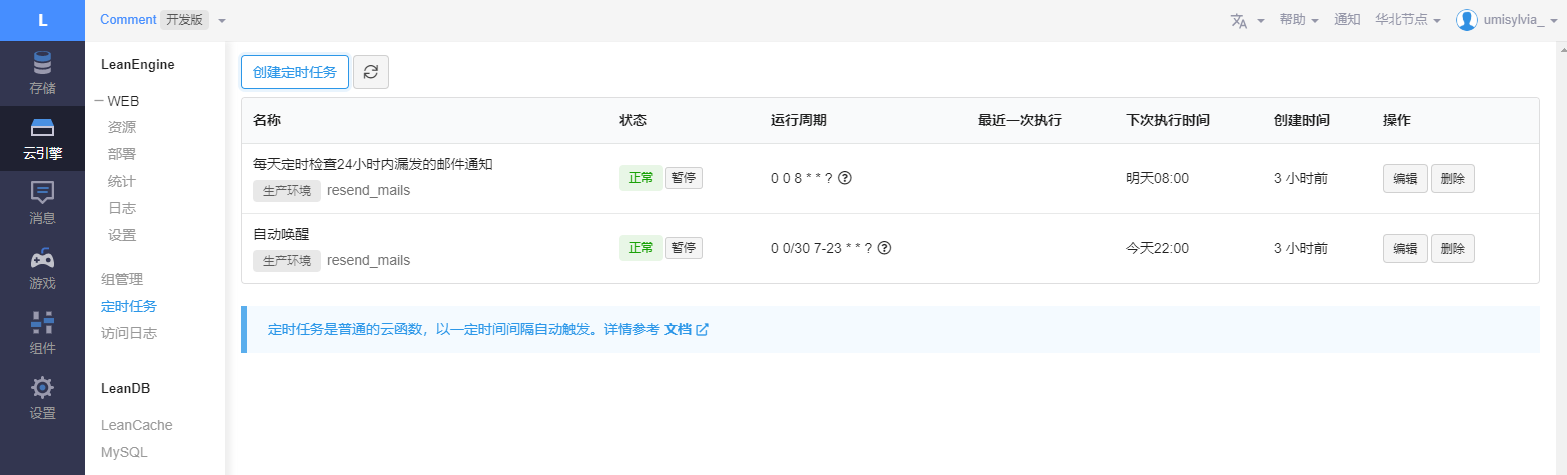 L
Comment 开发版
帮助
通知
华北节点
umisylvia_
存储
云引擎
消息
游戏
组件
设置
LeanEngine
WEB
资源
部署
统计
日志
设置
组管理
定时任务
访问日志
LeanDB
LeanCache
MySQL
创建定时任务
名称 状态 运行周期 最近一次执行 下次执行时间 创建时间 操作
每天定时检查24小时内漏发的邮件通知
生产环境 resend_mails
正常 暂停 0 0 8 * * ? 明天08:00 3 小时前 编辑 删除
自动唤醒
生产环境 resend_mails
正常 暂停 0 0/30 7-23 * * ? 今天22:00 3 小时前 编辑 删除
定时任务是普通的云函数，以一定时间间隔自动触发。详情参考 文档